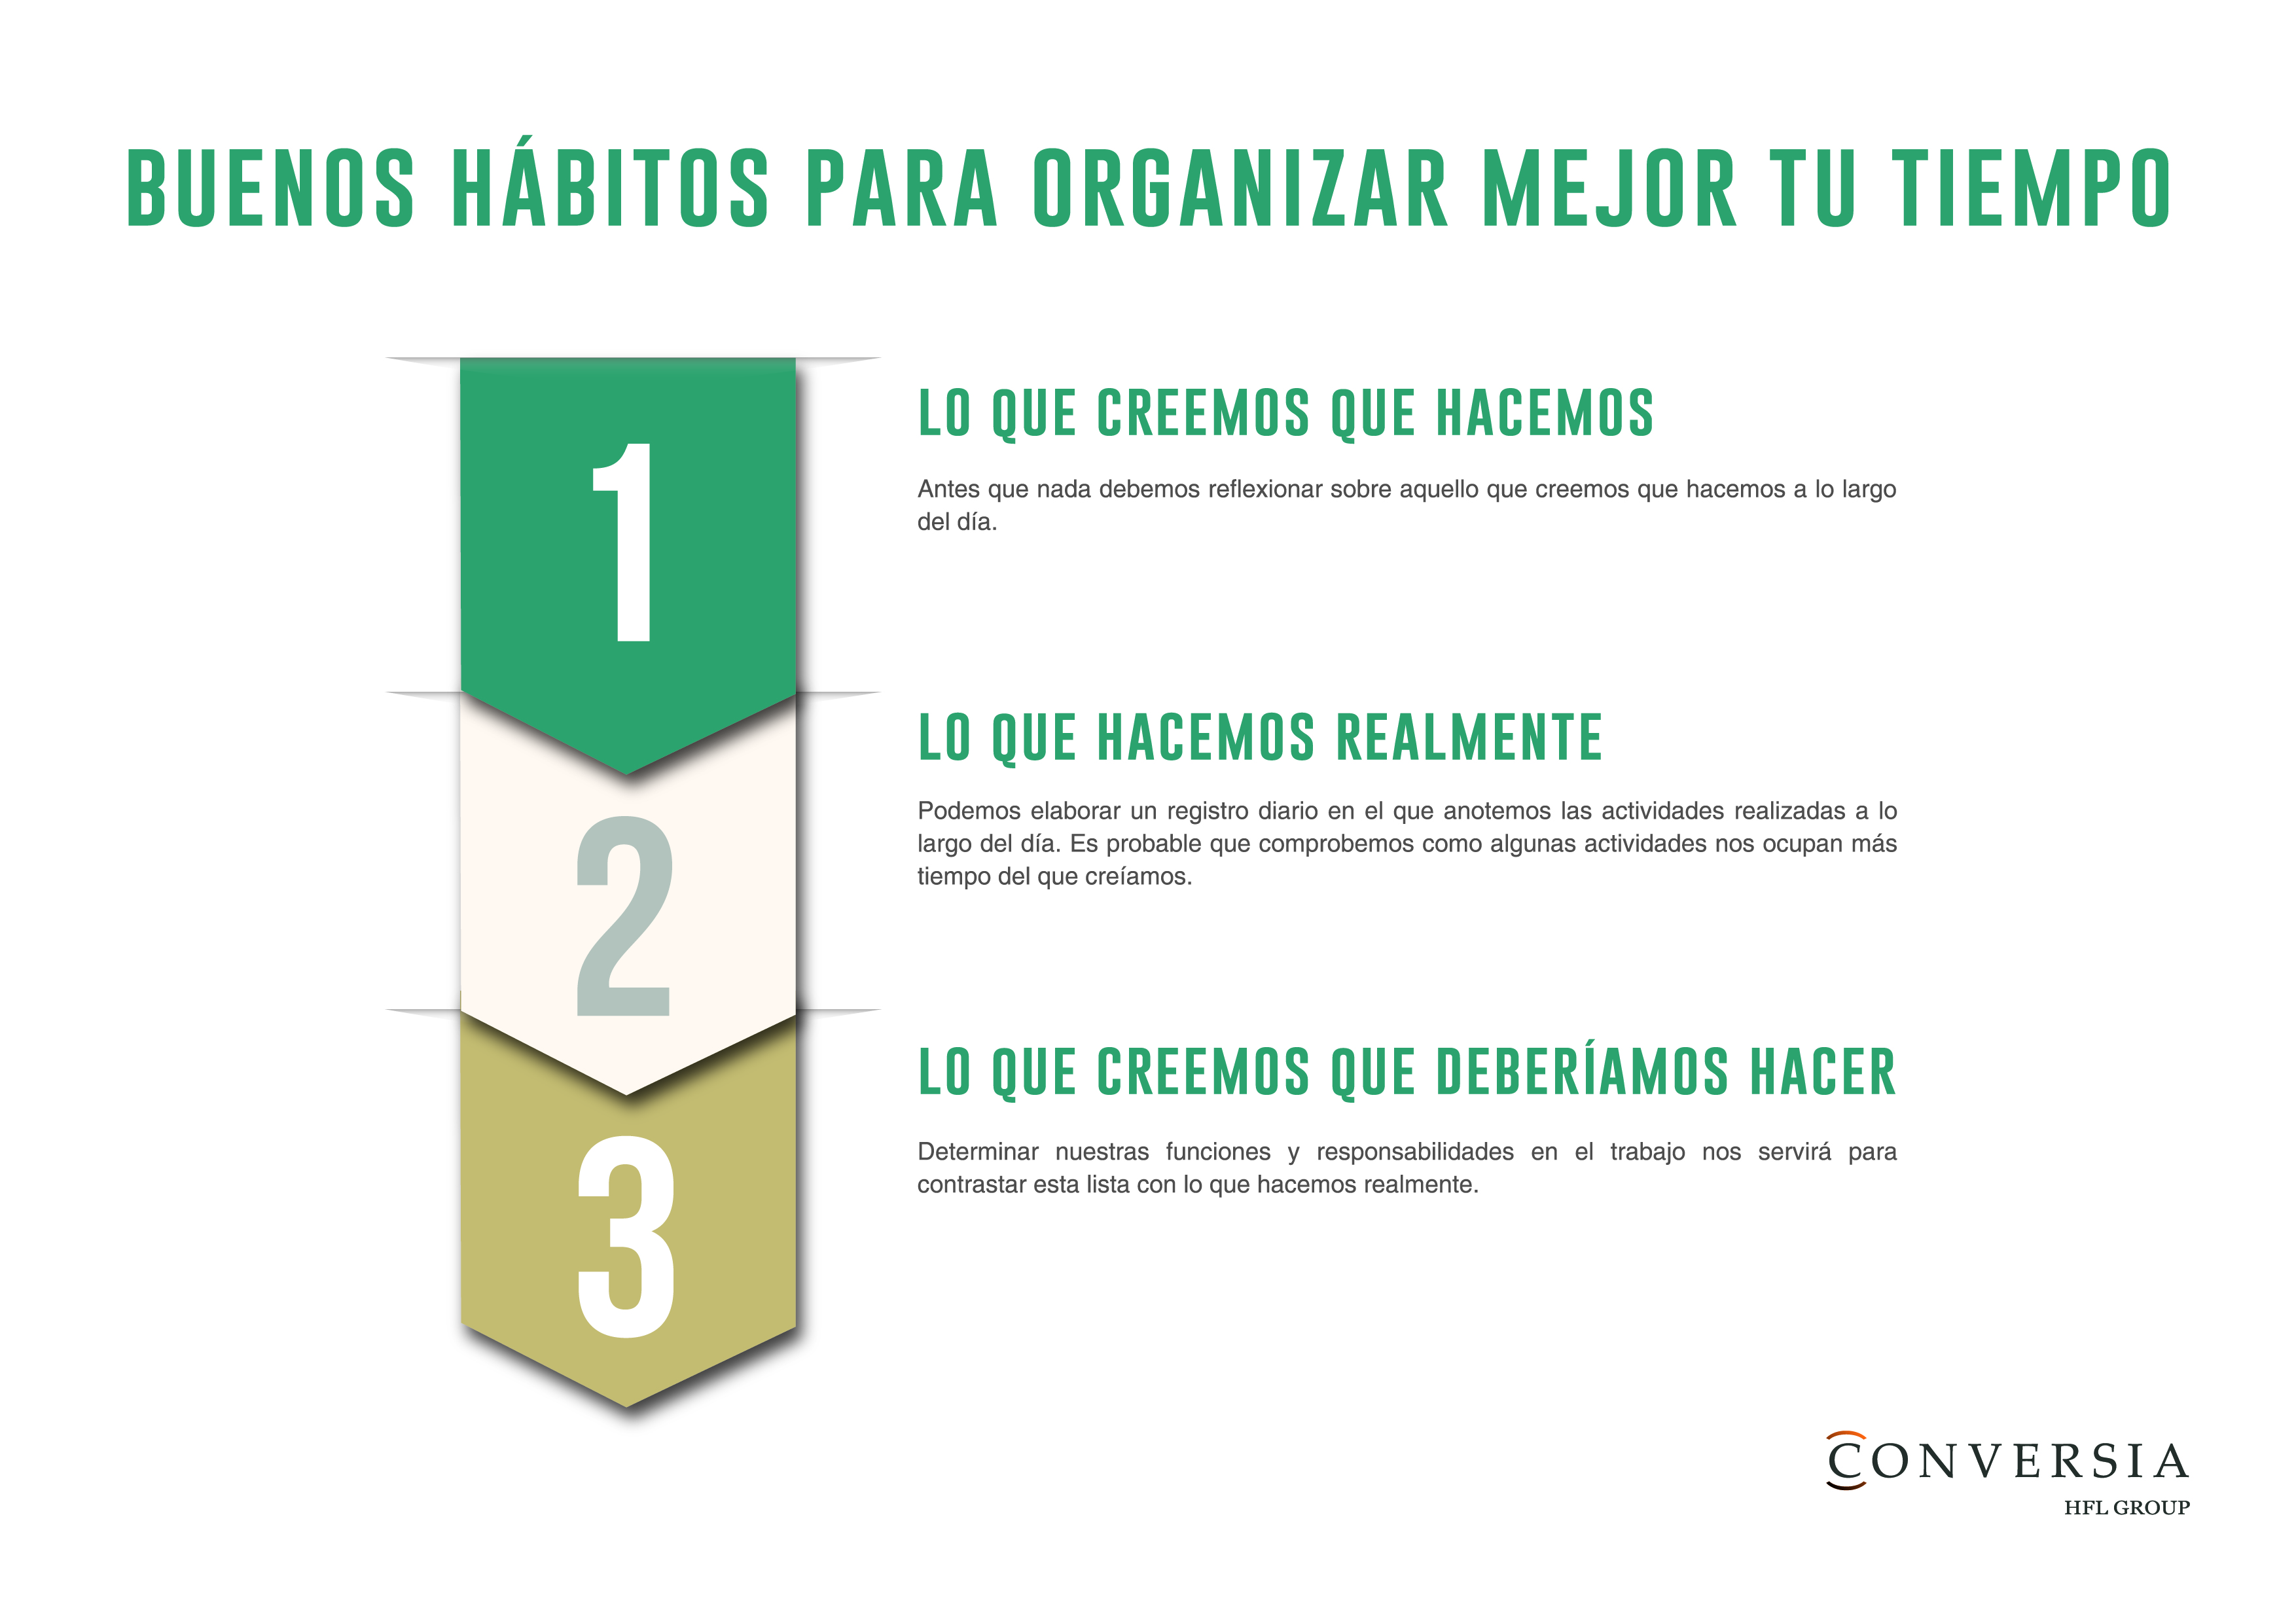 BUENOS HÁBITOS PARA ORGANIZAR MEJOR TU TIEMPO
1
LO QUE CREEMOS QUE HACEMOS
Antes que nada debemos reflexionar sobre aquello que creemos que hacemos a lo largo
del día.
2
LO QUE HACEMOS REALMENTE
Podemos elaborar un registro diario en el que anotemos las actividades realizadas a lo
largo del día. Es probable que comprobemos como algunas actividades nos ocupan más
tiempo del que creíamos.
3
LO QUE CREEMOS QUE DEBERÍAMOS HACER
Determinar nuestras funciones y responsabilidades en el trabajo nos servirá para
contrastar esta lista con lo que hacemos realmente.
CONVERSIA
HFL GROUP